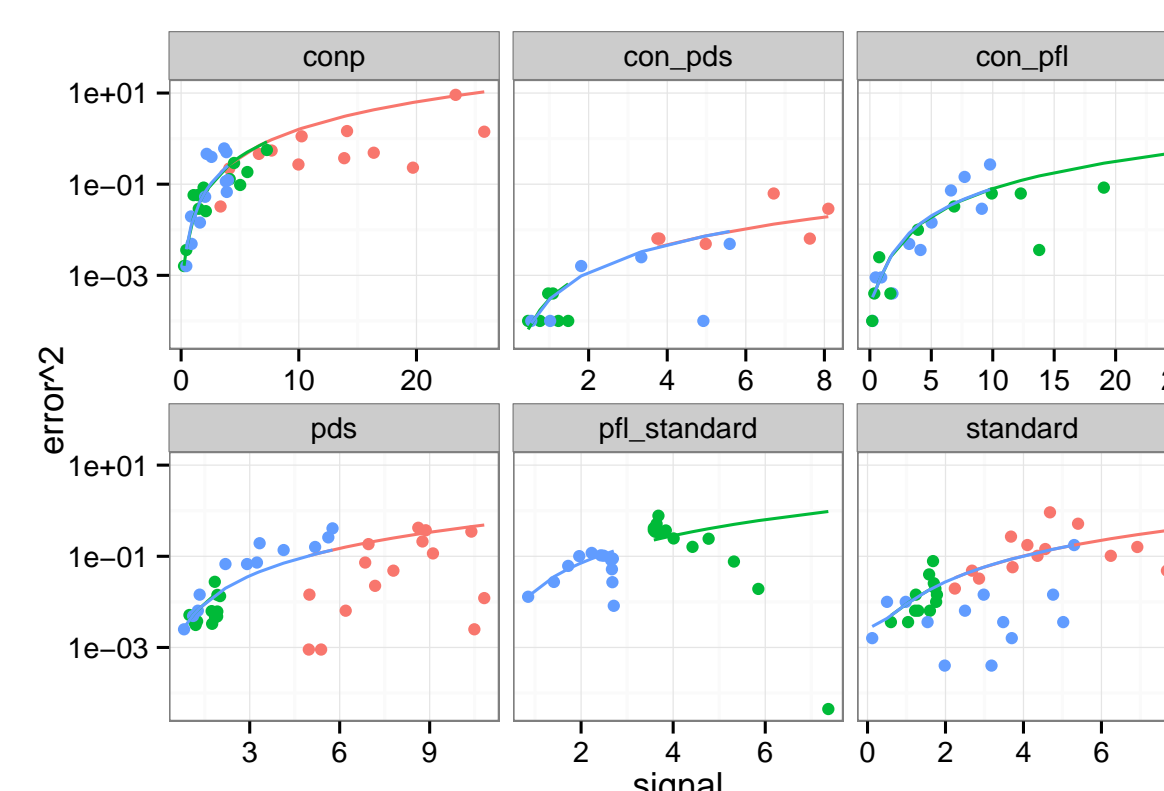 conp con_pds con_pfl
1e+01
1e−01
1e−03
0 10 20 2 4 6 8 0 5 10 15 20
error^2
pds pfl_standard standard
1e+01
1e−01
1e−03
3 6 9 2 4 6 0 2 4 6
signal